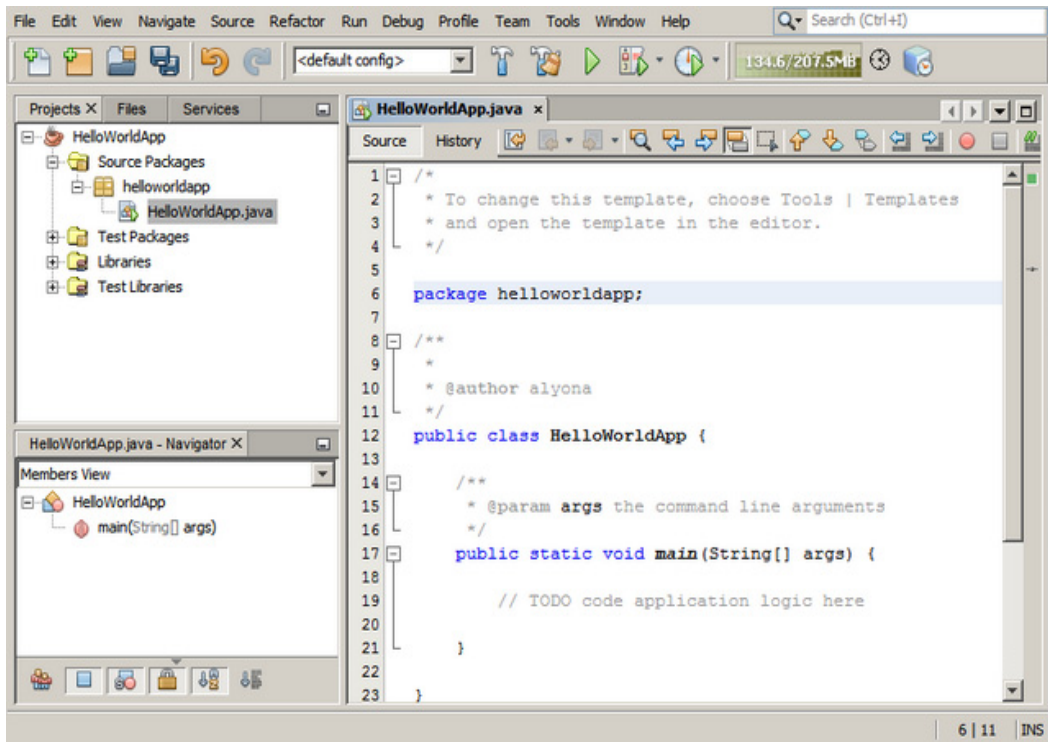 File Edit View Navigate Source Refactor Run Debug Profile Team Tools Window Help Search (Ctrl+I)
<default config> 134.6/207.5MB
Projects X Files Services
HelloWorldApp
Source Packages
helloworldapp
HelloWorldApp.java
Test Packages
Libraries
Test Libraries
HelloWorldApp.java - Navigator X
Members View
HelloWorldApp
main(String[] args)
HelloWorldApp.java x
Source History
1 /*
2 * To change this template, choose Tools | Templates
3 * and open the template in the editor.
4 */
5
6 package helloworldapp;
7
8 /**
9 *
10 * @author alyona
11 */
12 public class HelloWorldApp {
13
14 /**
15 * @param args the command line arguments
16 */
17 public static void main(String[] args) {
18
19 // TODO code application logic here
20
21 }
22
23 }
6 | 11 INS